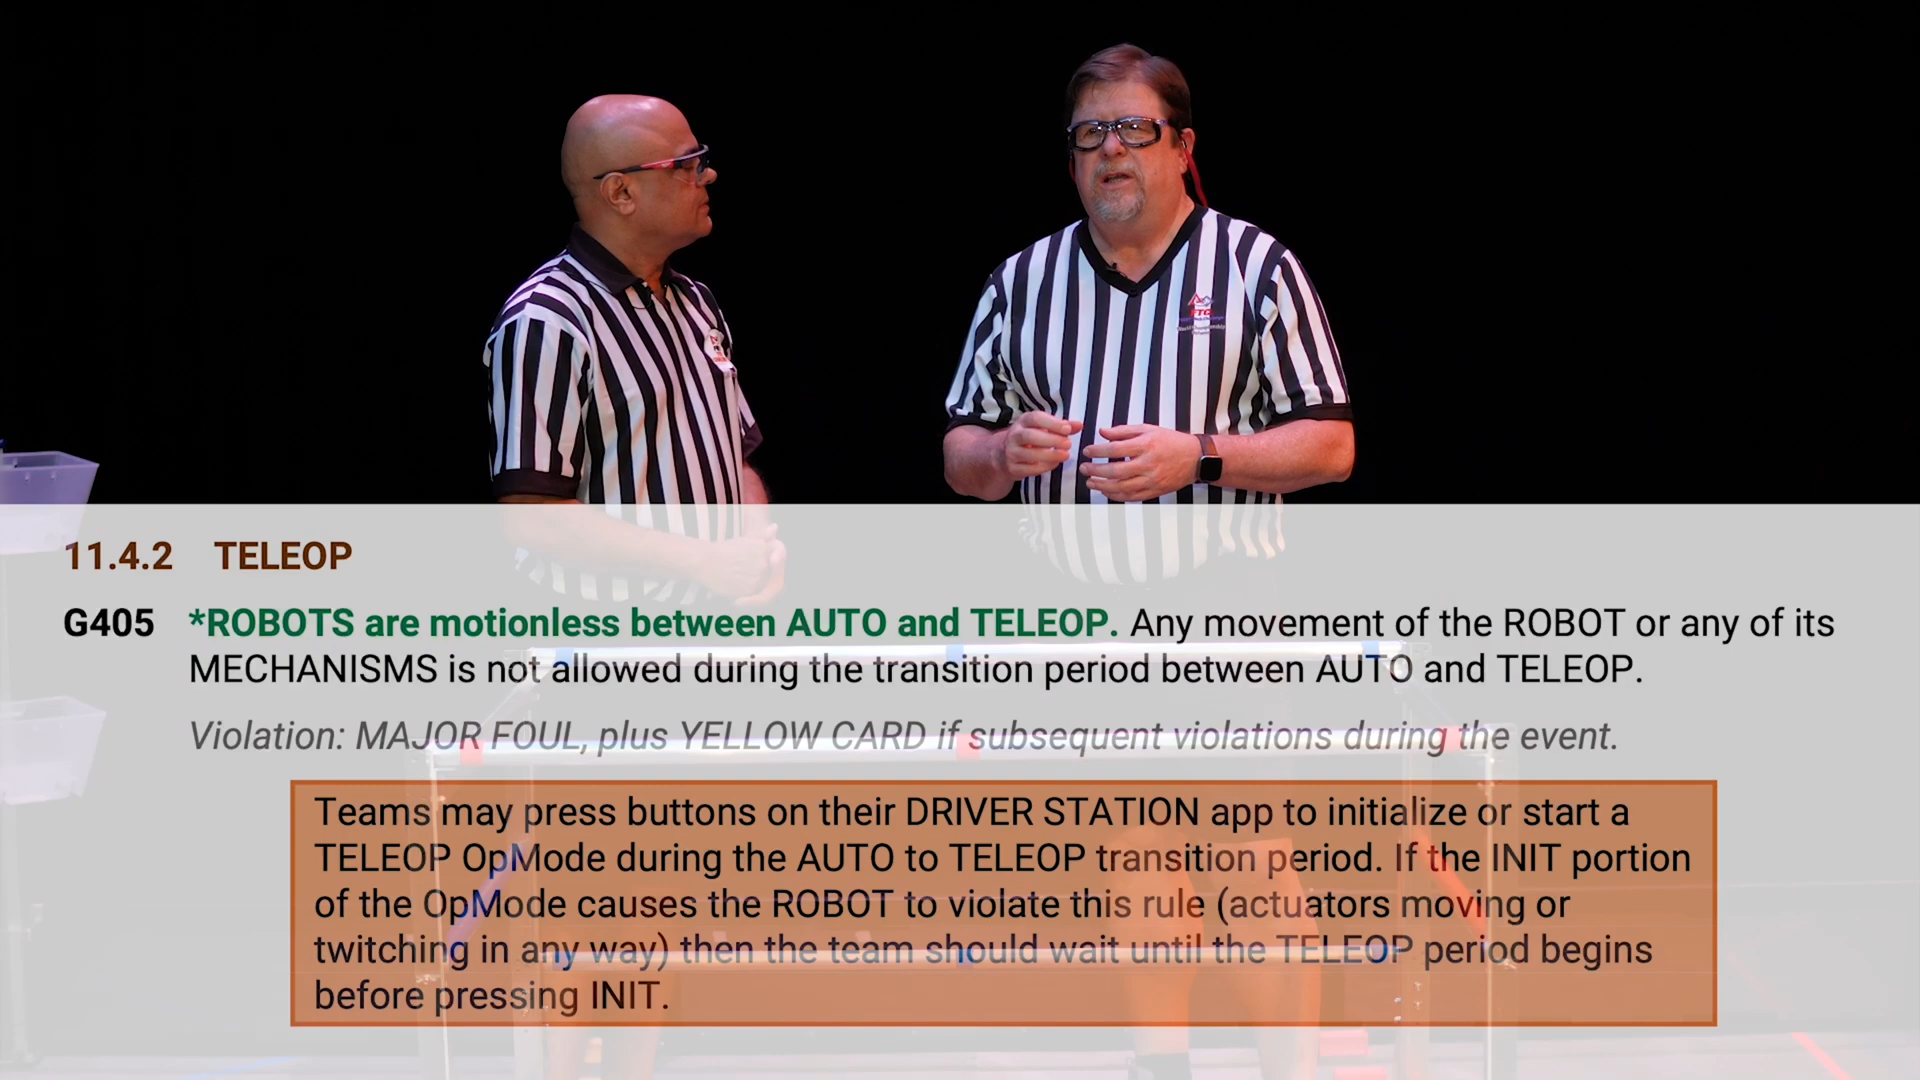 11.4.2 TELEOP
G405 *ROBOTS are motionless between AUTO and TELEOP. Any movement of the ROBOT or any of its
MECHANISMS is not allowed during the transition period between AUTO and TELEOP.
Violation: MAJOR FOUL, plus YELLOW CARD if subsequent violations during the event.
Teams may press buttons on their DRIVER STATION app to initialize or start a
TELEOP OpMode during the AUTO to TELEOP transition period. If the INIT portion
of the OpMode causes the ROBOT to violate this rule (actuators moving or
twitching in any way) then the team should wait until the TELEOP period begins
before pressing INIT.